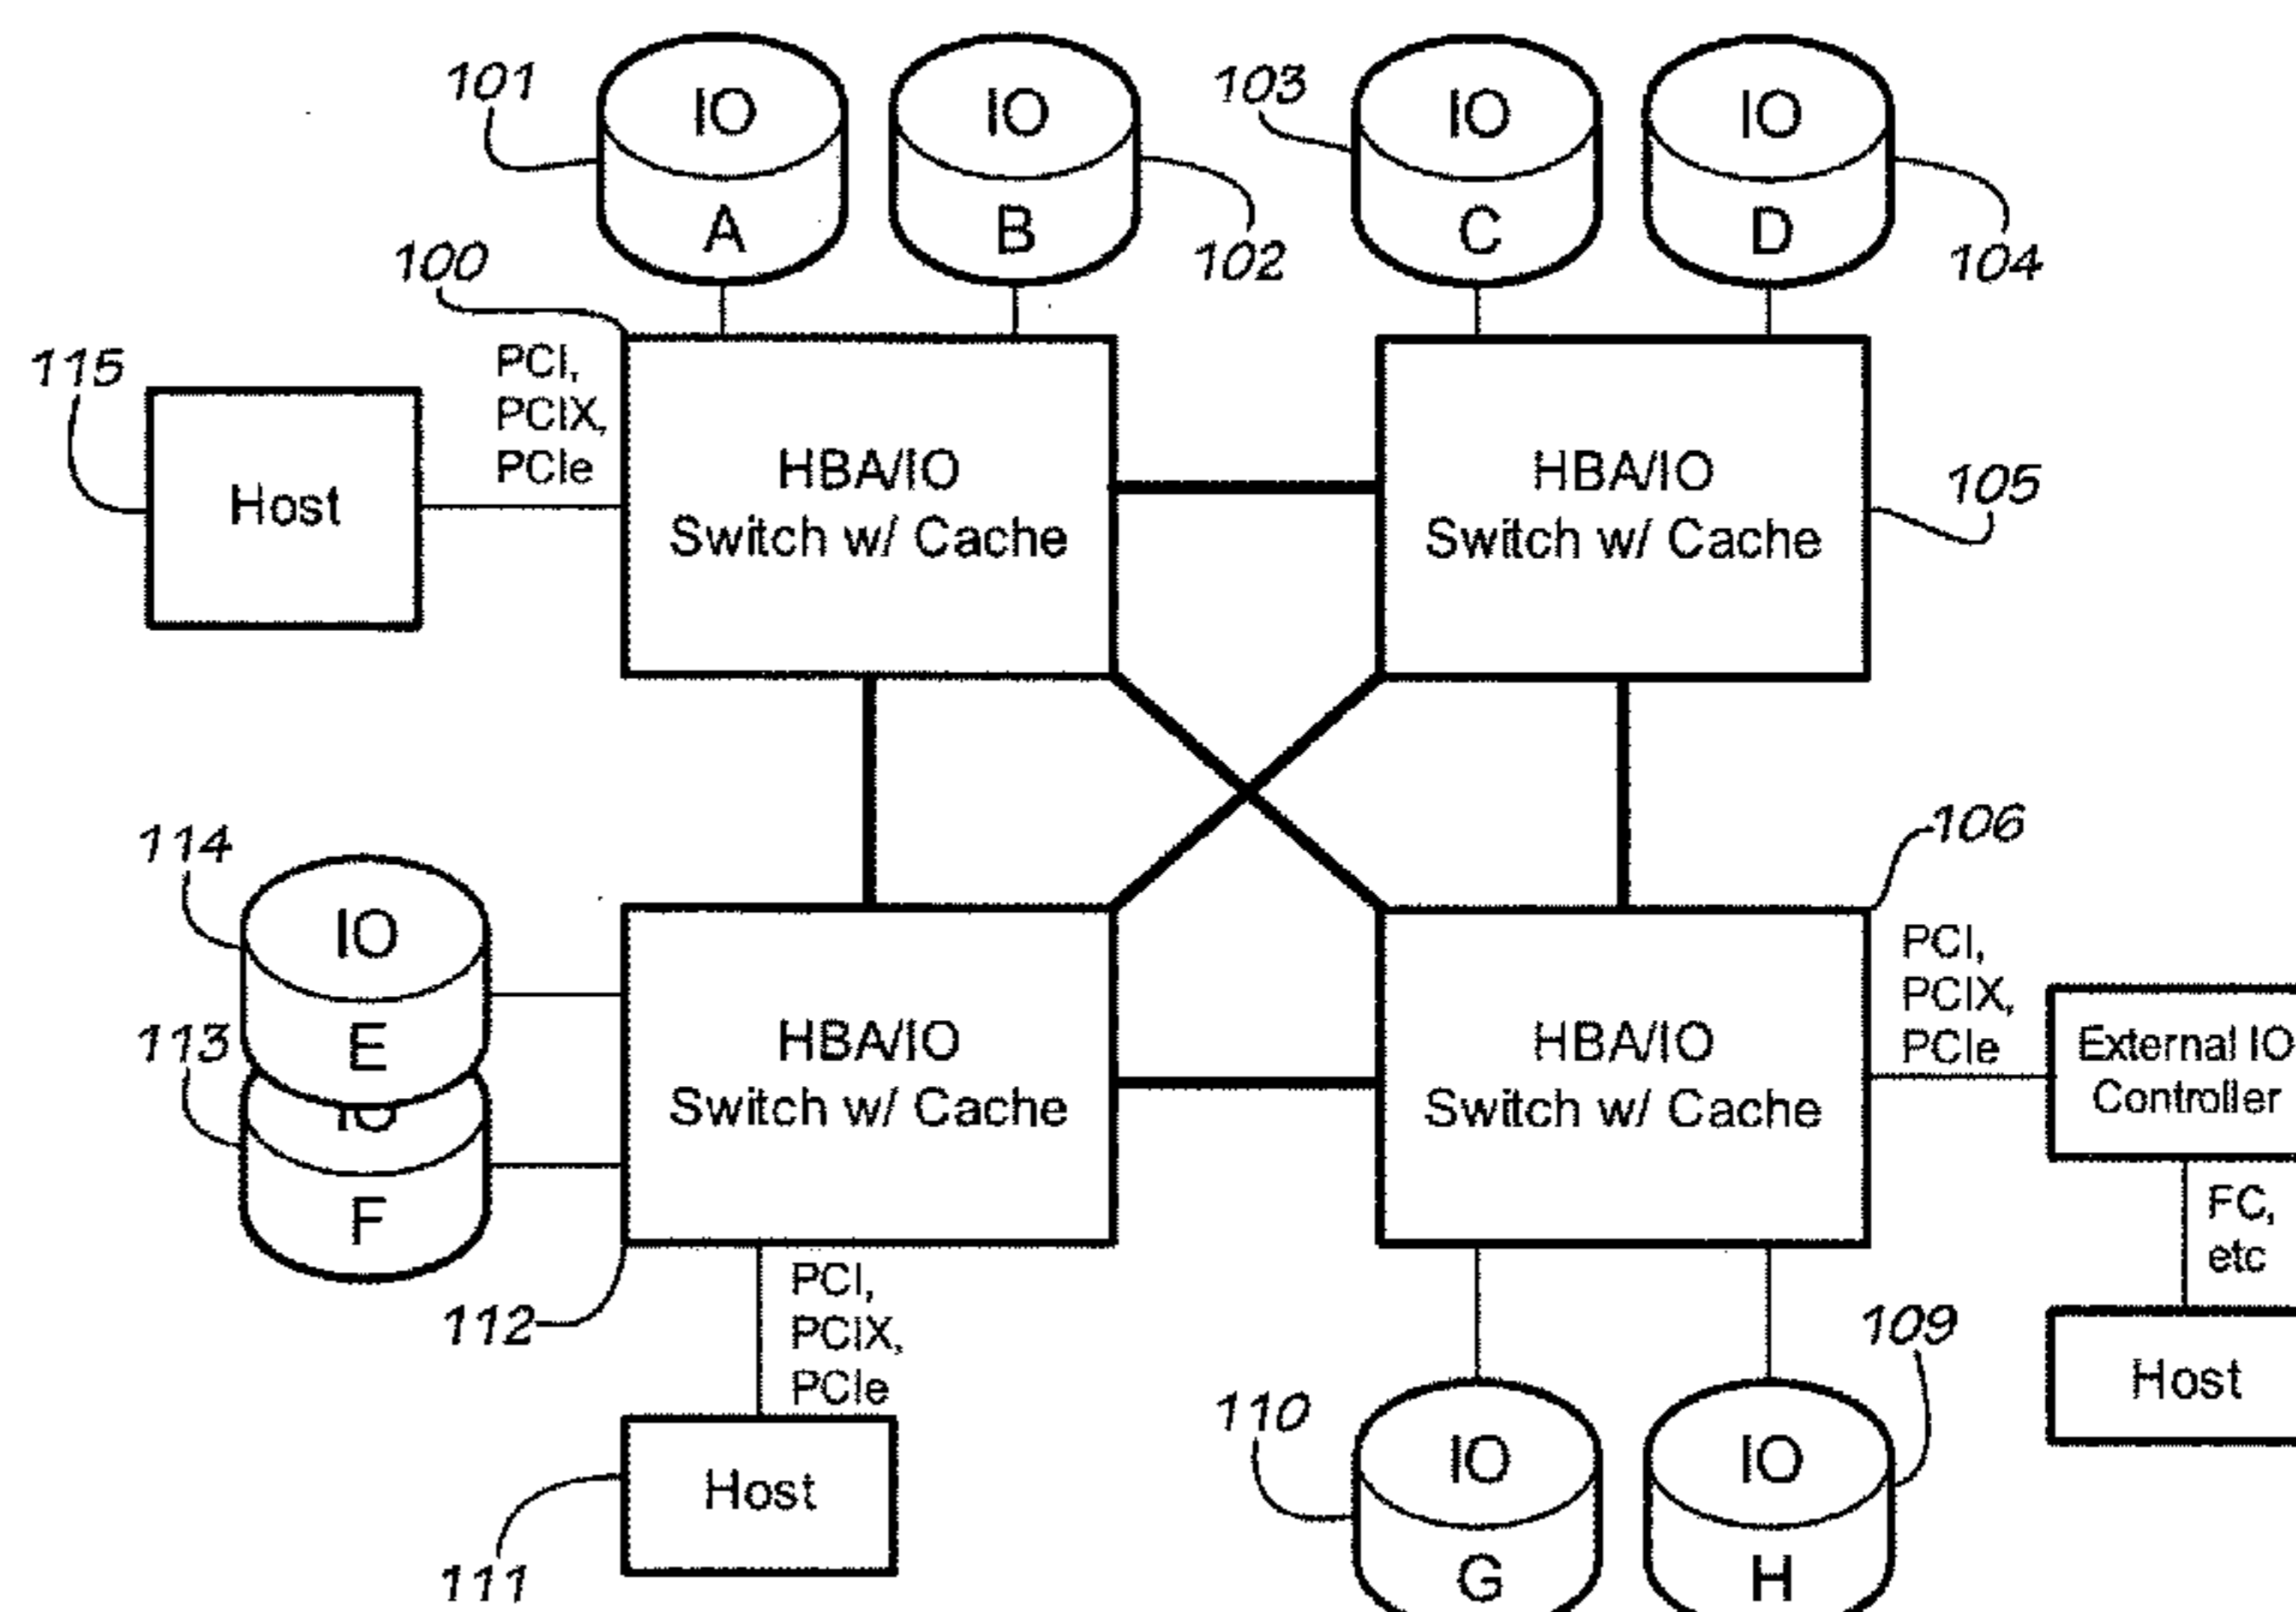 101
IO
A
IO
B
102
103
IO
C
IO
D
104
100
115
Host
PCI,
PCIX,
PCIe
HBA/IO
Switch w/ Cache
HBA/IO
Switch w/ Cache
105
114
IO
E
113
IO
F
HBA/IO
Switch w/ Cache
112
PCI,
PCIX,
PCIe
Host
111
106
HBA/IO
Switch w/ Cache
PCI,
PCIX,
PCIe
External IO
Controller
FC,
etc
Host
110
IO
G
IO
H
109